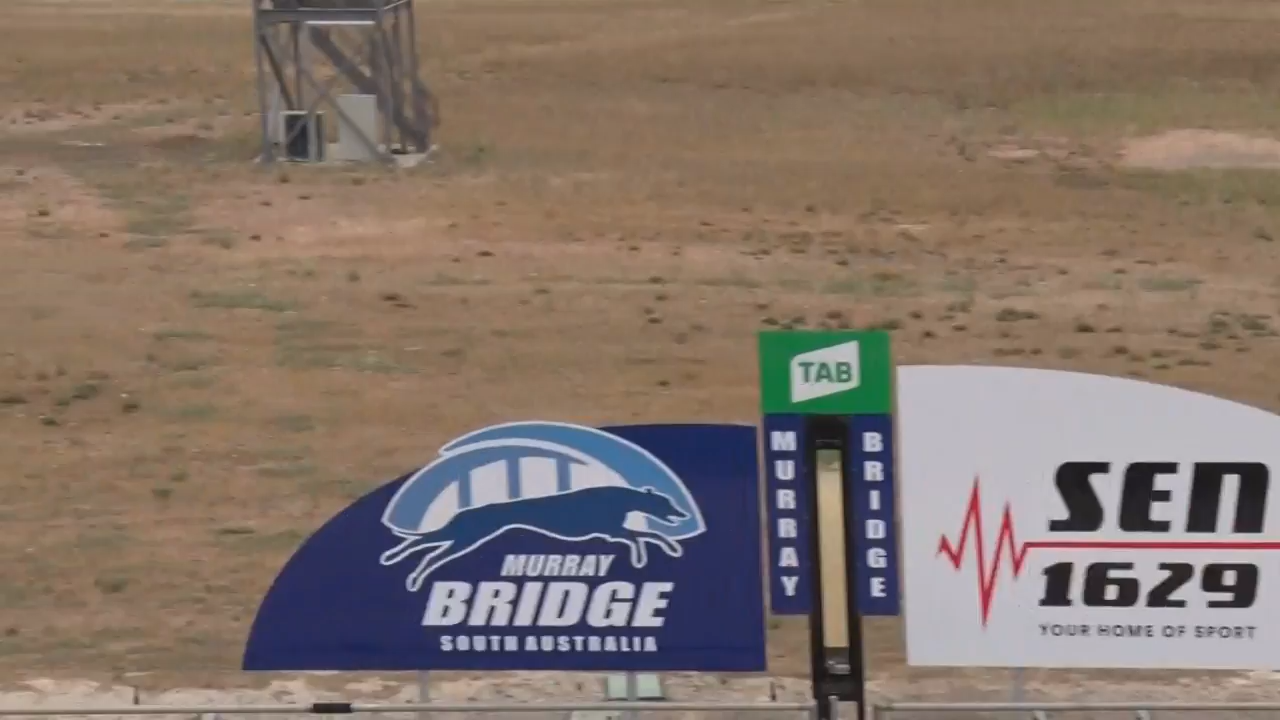 TAB
MURRAY
BRIDGE
MURRAY
BRIDGE
SOUTH AUSTRALIA
SEN
1629
YOUR HOME OF SPORT